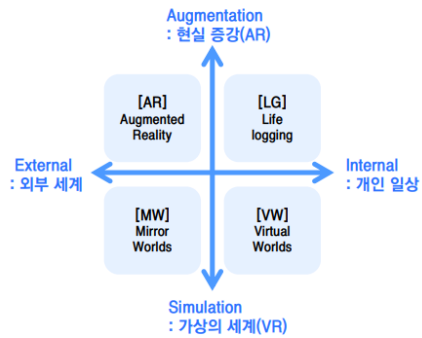 Augmentation
: 현실 증강(AR)
[AR]
Augmented
Reality
[LG]
Life
logging
External
: 외부 세계
Internal
: 개인 일상
[MW]
Mirror
Worlds
[VW]
Virtual
Worlds
Simulation
: 가상의 세계(VR)